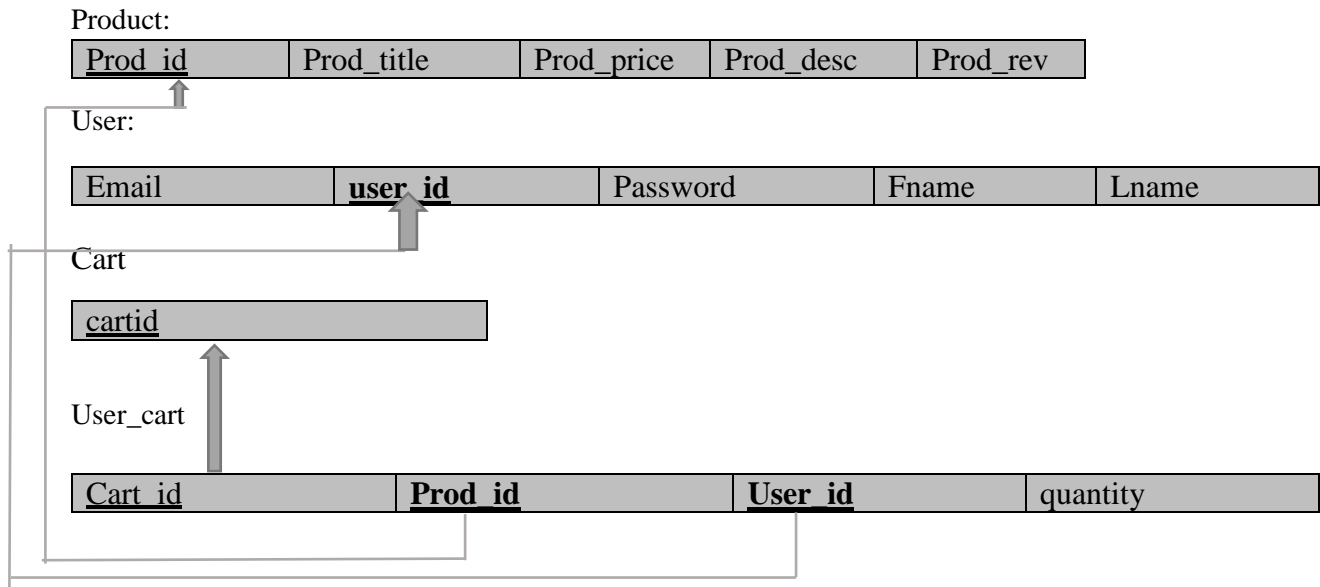 Product:
Prod_id Prod_title Prod_price Prod_desc Prod_rev
User:
Email user_id Password Fname Lname
Cart
cartid
User_cart
Cart_id Prod_id User_id quantity